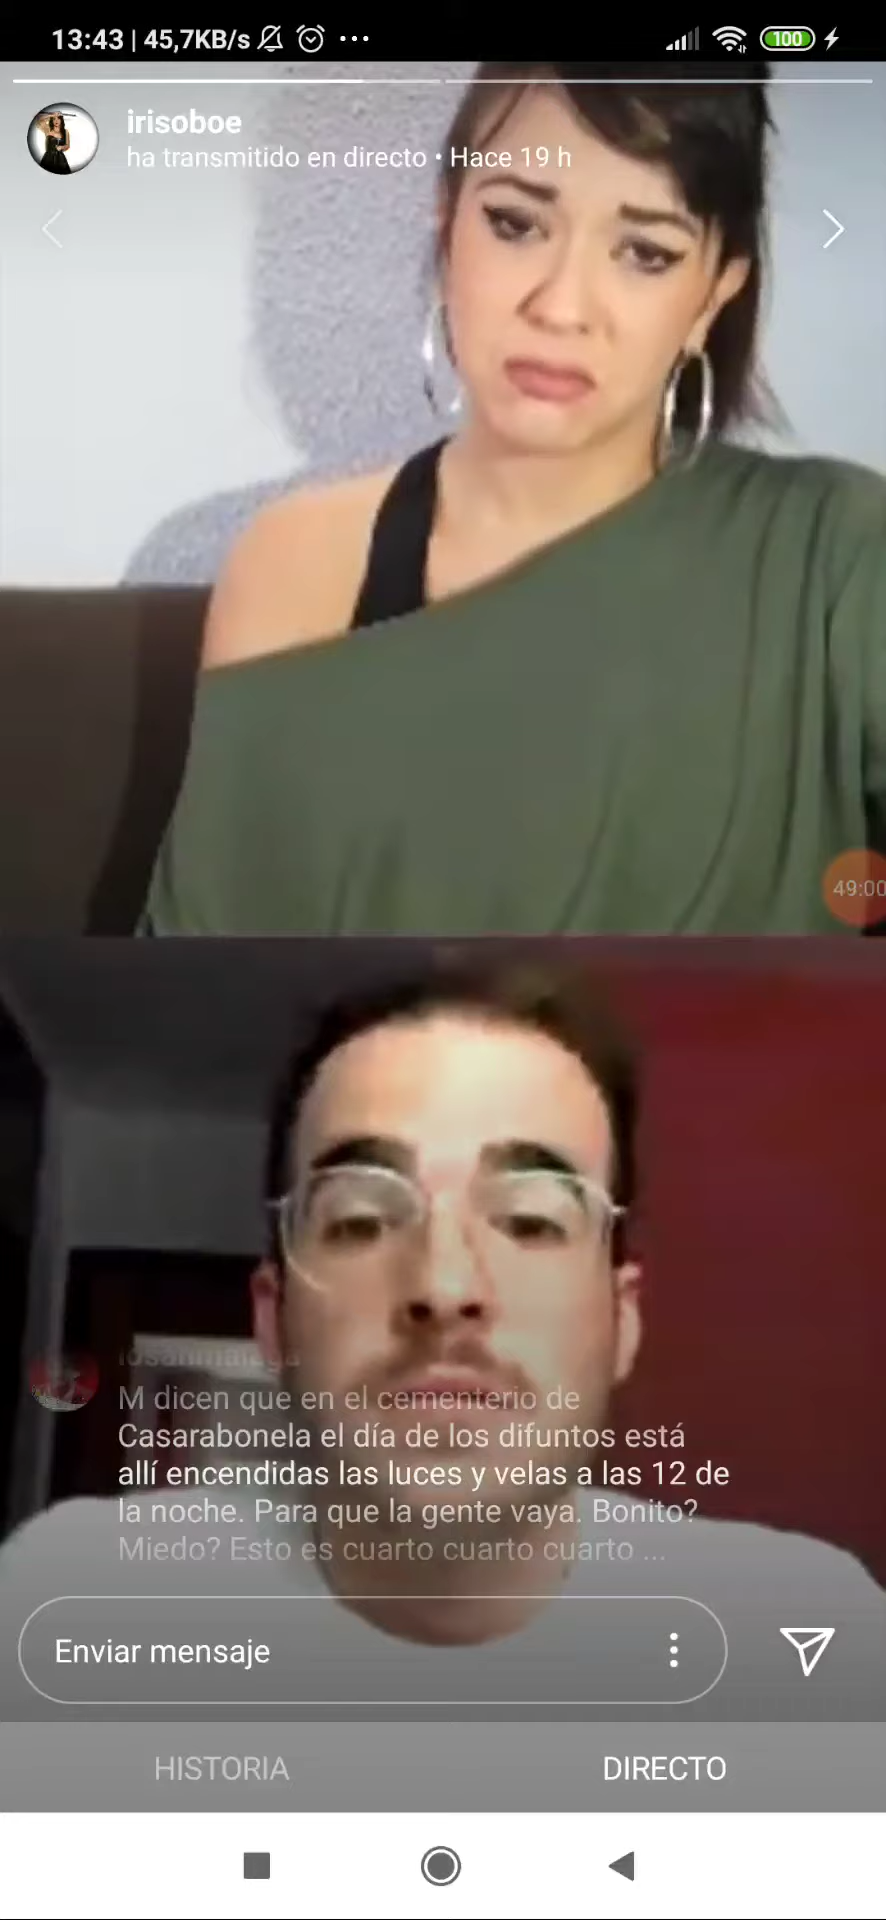 13:43 | 45,7KB/s
100
irisoboe
ha transmitido en directo • Hace 19 h
49:00
M dicen que en el cementerio de
Casarabonela el día de los difuntos está
allí encendidas las luces y velas a las 12 de
la noche. Para que la gente vaya. Bonito?
Miedo? Esto es cuarto cuarto cuarto ...
Enviar mensaje
HISTORIA
DIRECTO